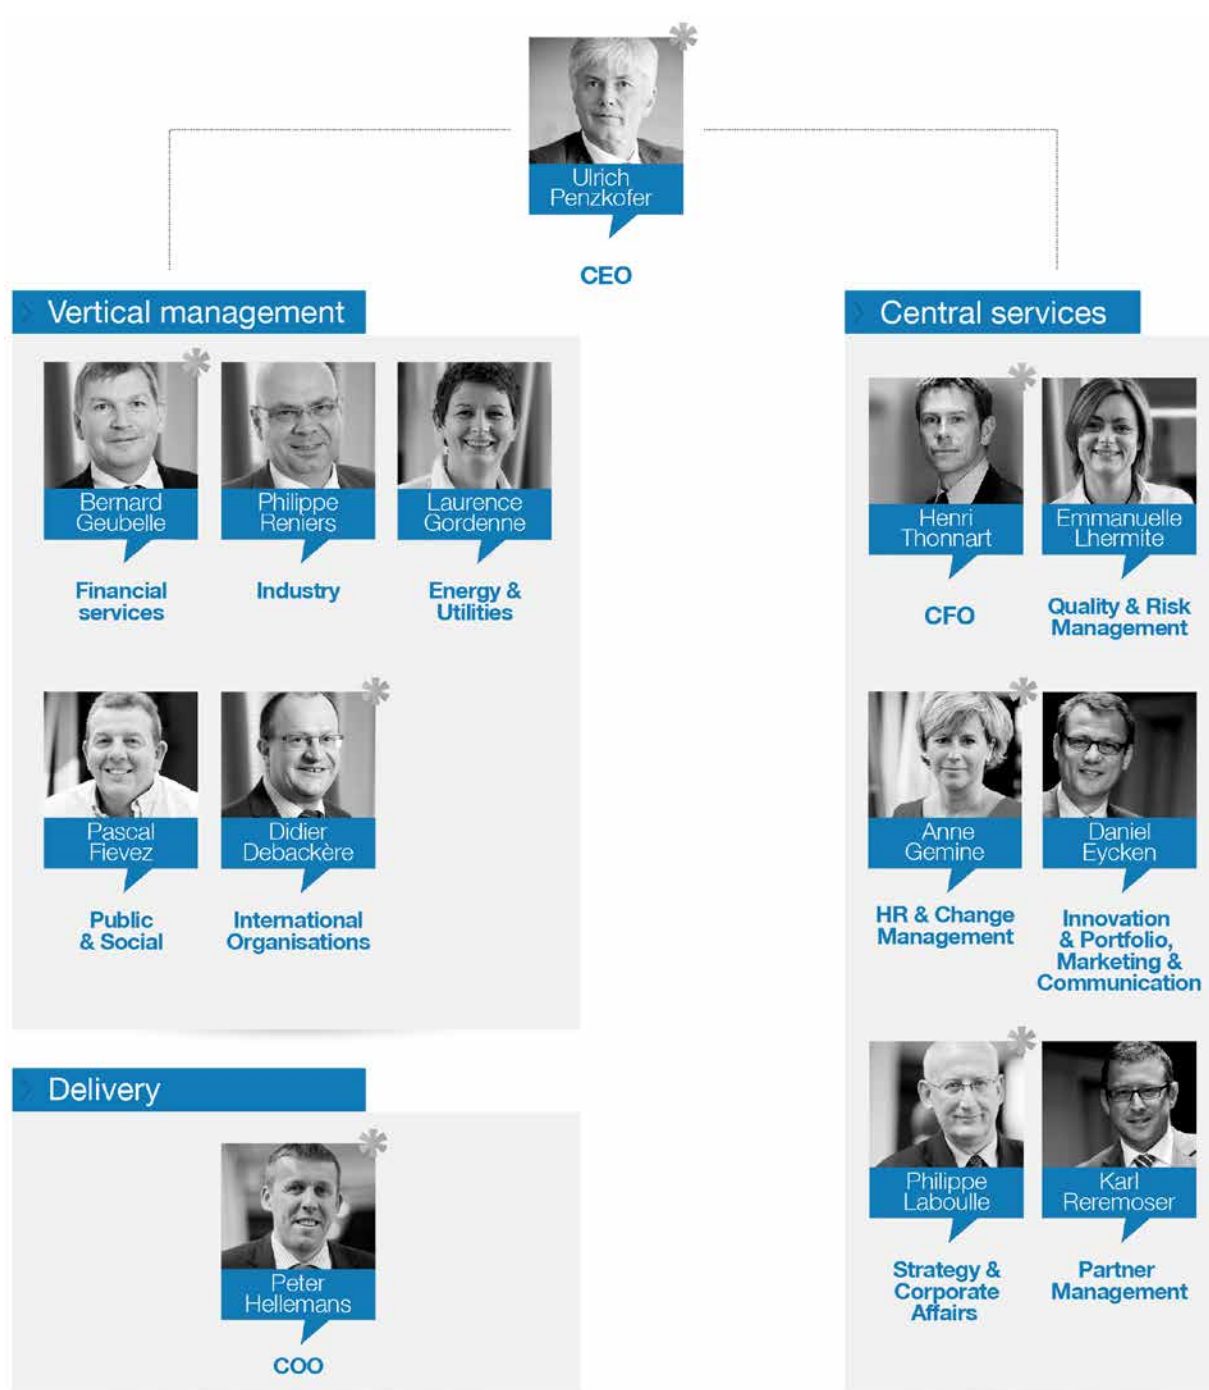 Ulrich
Penzkofer
CEO
Vertical management
Bernard
Geubelle
Financial
services
Philippe
Reniers
Industry
Laurence
Gordenne
Energy &
Utilities
Pascal
Fievez
Public
& Social
Didier
Debackère
International
Organisations
Delivery
Peter
Hellemans
COO
Central services
Henri
Thonnart
CFO
Emmanuelle
Lhermite
Quality & Risk
Management
Anne
Gemine
HR & Change
Management
Daniel
Eycken
Innovation
& Portfolio,
Marketing &
Communication
Philippe
Laboulle
Strategy &
Corporate
Affairs
Karl
Reremoser
Partner
Management